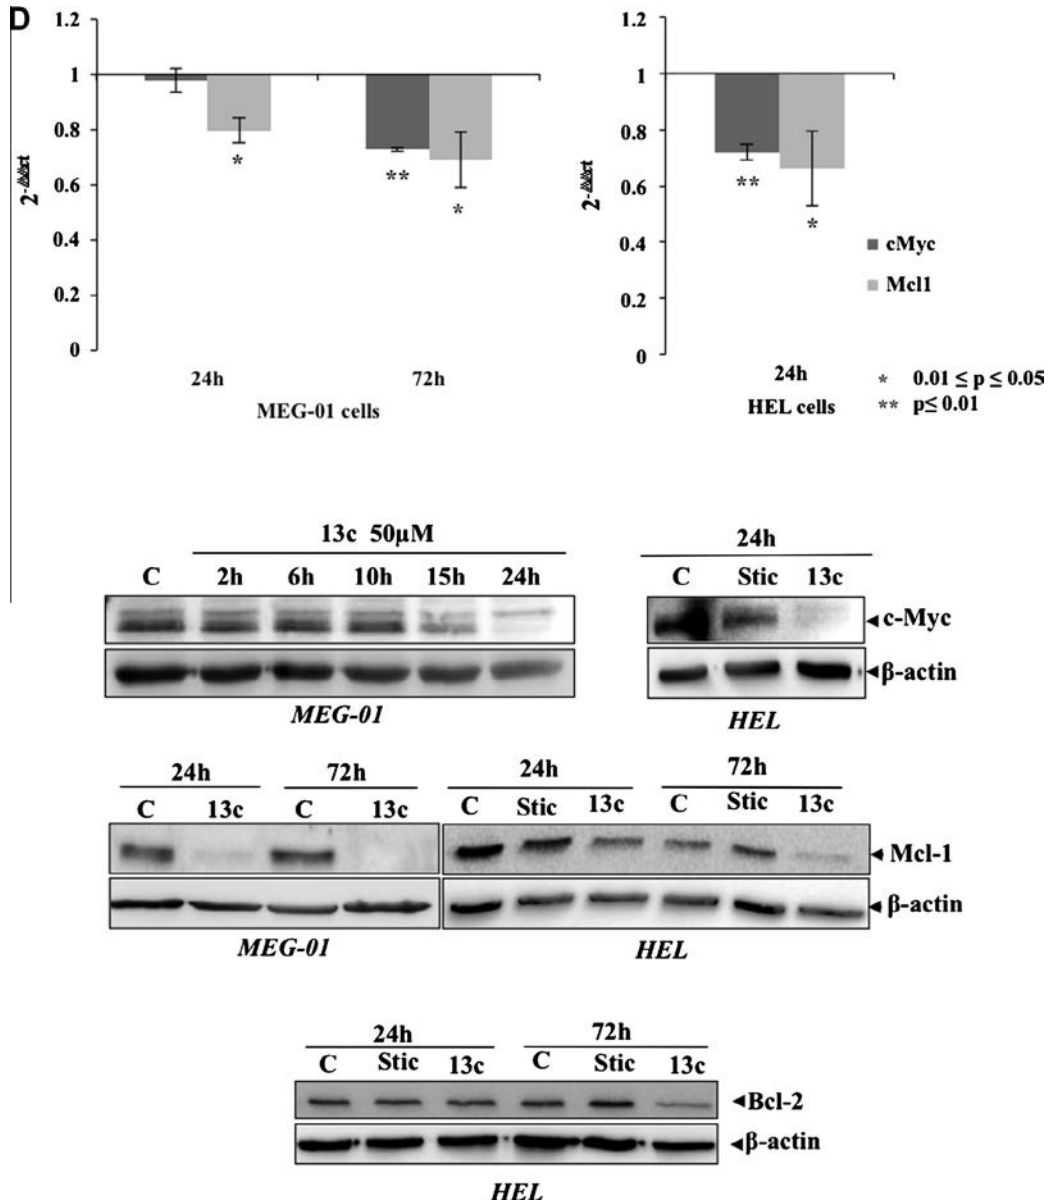 D
1.2 1 0.8 0.6 0.4 0.2 0
2-ΔΔct
* ** *
24h 72h
MEG-01 cells
1.2 1 0.8 0.6 0.4 0.2 0
2-ΔΔct
** *
24h
HEL cells
cMyc
Mcl1
* 0.01 ≤ p ≤ 0.05
** p≤ 0.01
13c 50µM
C 2h 6h 10h 15h 24h
MEG-01
24h
C Stic 13c
c-Myc
β-actin
HEL
24h 72h
C 13c C 13c
MEG-01
24h 72h
C Stic 13c C Stic 13c
Mcl-1
β-actin
HEL
24h 72h
C Stic 13c C Stic 13c
Bcl-2
β-actin
HEL